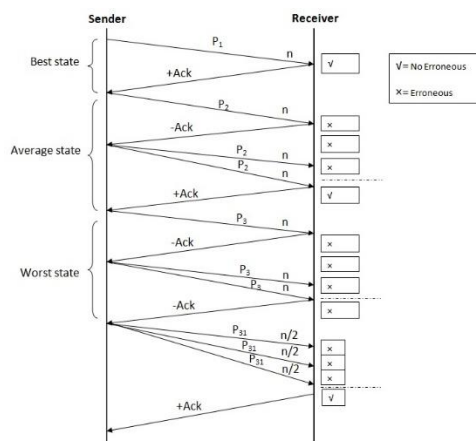 Sender
Receiver
P1
n
Best state
+Ack
√
√= No Erroneous
×= Erroneous
P2
n
×
-Ack
×
Average state
P2
n
×
P2
n
+Ack
√
P3
n
-Ack
×
×
Worst state
P3
n
×
P3
n
-Ack
×
P31
n/2
×
P31
n/2
×
P31
n/2
×
+Ack
√